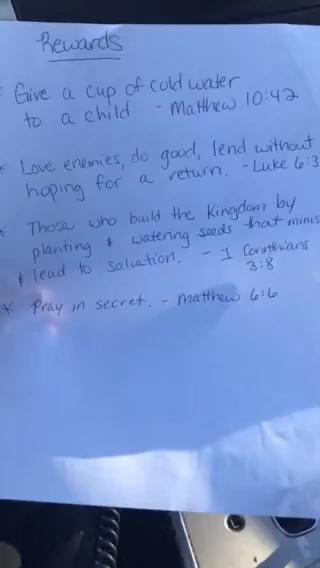 Rewards
* Give a cup of cold water
to a child - Matthew 10:42
* Love enemies, do good, lend without
hoping for a return. - Luke 6:3
* Those who build the Kingdom by
planting & watering seeds that minis
& lead to salvation. - 1 Corinthians
3:8
* Pray in secret. - Matthew 6:6